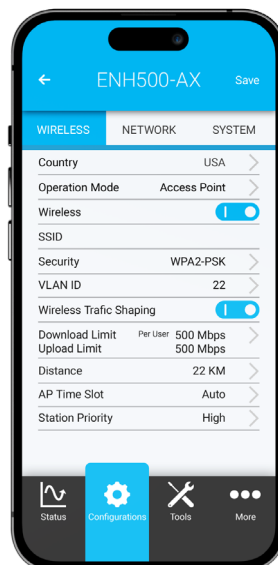 ENH500-AX Save
WIRELESS NETWORK SYSTEM
Country USA
Operation Mode Access Point
Wireless
SSID
Security WPA2-PSK
VLAN ID 22
Wireless Trafic Shaping
Download Limit Per User 500 Mbps
Upload Limit 500 Mbps
Distance 22 KM
AP Time Slot Auto
Station Priority High
Status Configurations Tools More